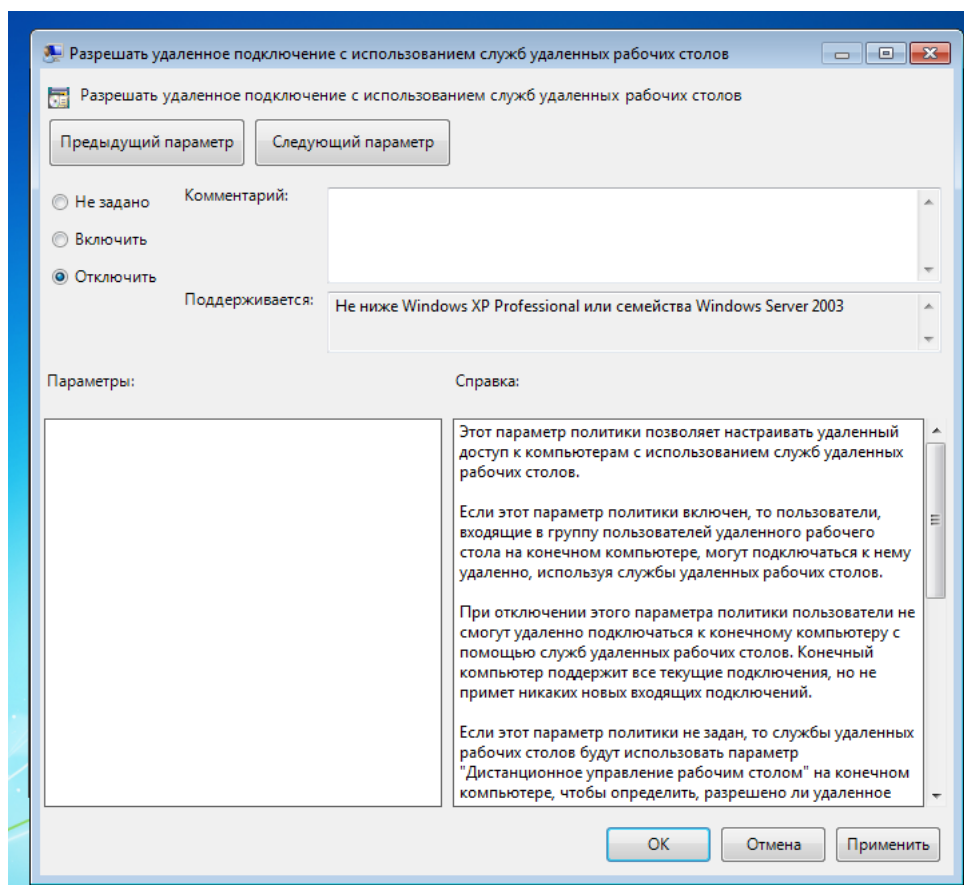 Разрешать удаленное подключение с использованием служб удаленных рабочих столов
Разрешать удаленное подключение с использованием служб удаленных рабочих столов
Предыдущий параметр
Следующий параметр
Не задано
Комментарий:
Включить
Отключить
Поддерживается:
Не ниже Windows XP Professional или семейства Windows Server 2003
Параметры:
Справка:
Этот параметр политики позволяет настраивать удаленный
доступ к компьютерам с использованием служб удаленных
рабочих столов.
Если этот параметр политики включен, то пользователи,
входящие в группу пользователей удаленного рабочего
стола на конечном компьютере, могут подключаться к нему
удаленно, используя службы удаленных рабочих столов.
При отключении этого параметра политики пользователи не
смогут удаленно подключаться к конечному компьютеру с
помощью служб удаленных рабочих столов. Конечный
компьютер поддержит все текущие подключения, но не
примет никаких новых входящих подключений.
Если этот параметр политики не задан, то службы удаленных
рабочих столов будут использовать параметр
"Дистанционное управление рабочим столом" на конечном
компьютере, чтобы определить, разрешено ли удаленное
ОК
Отмена
Применить